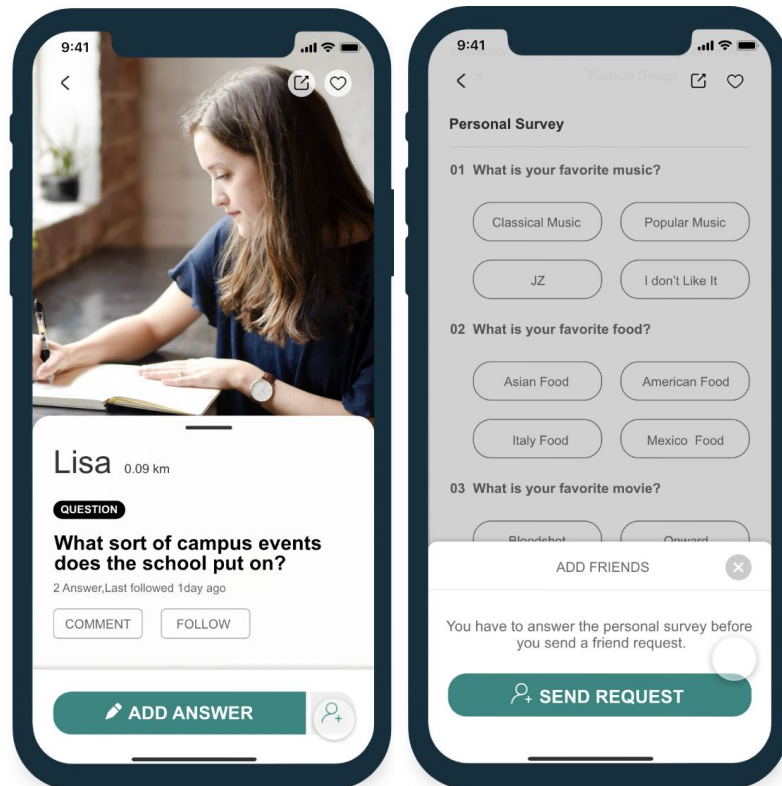 9:41
Lisa 0.09 km
QUESTION
What sort of campus events
does the school put on?
2 Answer,Last followed 1day ago
COMMENT FOLLOW
ADD ANSWER
9:41
Fashion Design
Personal Survey
01 What is your favorite music?
Classical Music Popular Music
JZ I don't Like It
02 What is your favorite food?
Asian Food American Food
Italy Food Mexico Food
03 What is your favorite movie?
Bloodshot Onward
ADD FRIENDS
You have to answer the personal survey before
you send a friend request.
SEND REQUEST